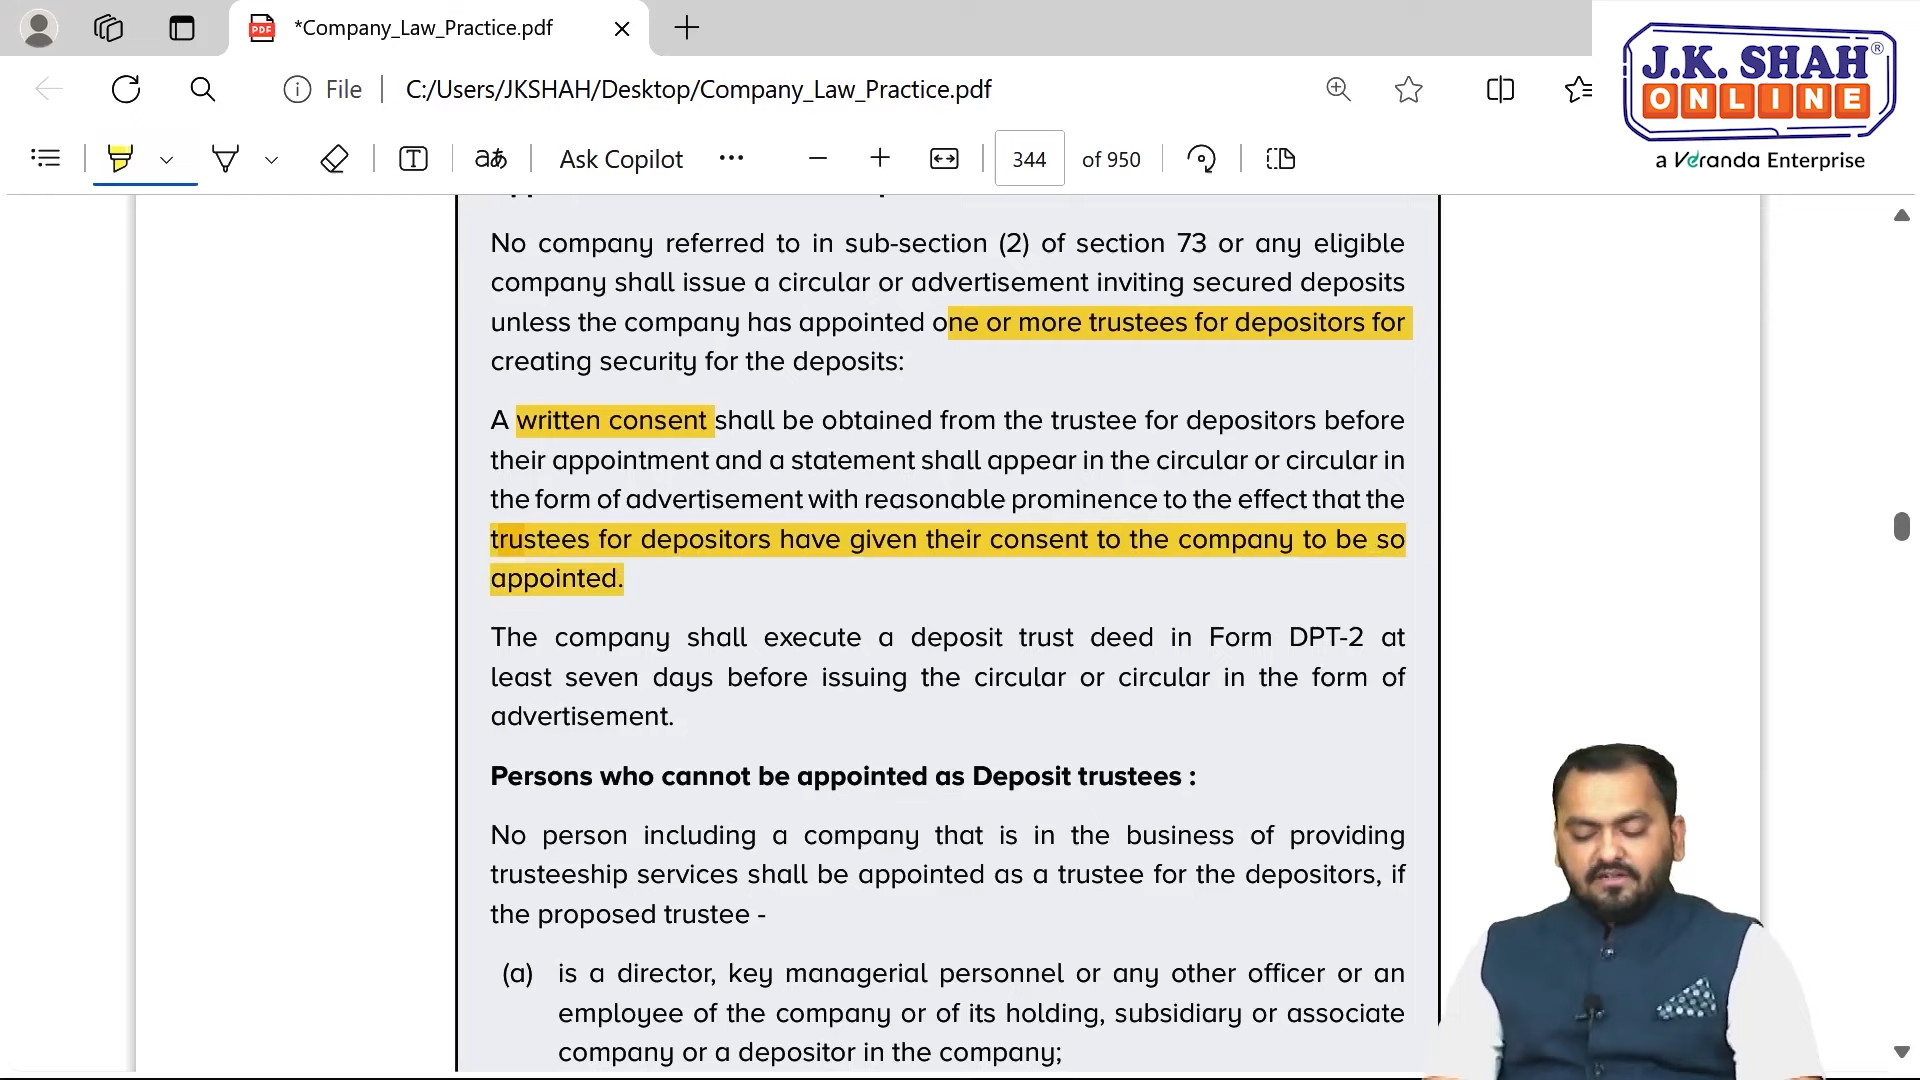 *Company_Law_Practice.pdf
File
C:/Users/JKSHAH/Desktop/Company_Law_Practice.pdf
J.K. SHAH®
ONLINE
a Veranda Enterprise
aあ
Ask Copilot
344
of 950
No company referred to in sub-section (2) of section 73 or any eligible
company shall issue a circular or advertisement inviting secured deposits
unless the company has appointed one or more trustees for depositors for
creating security for the deposits:
A written consent shall be obtained from the trustee for depositors before
their appointment and a statement shall appear in the circular or circular in
the form of advertisement with reasonable prominence to the effect that the
trustees for depositors have given their consent to the company to be so
appointed.
The company shall execute a deposit trust deed in Form DPT-2 at
least seven days before issuing the circular or circular in the form of
advertisement.
Persons who cannot be appointed as Deposit trustees :
No person including a company that is in the business of providing
trusteeship services shall be appointed as a trustee for the depositors, if
the proposed trustee -
(a) is a director, key managerial personnel or any other officer or an
employee of the company or of its holding, subsidiary or associate
company or a depositor in the company;